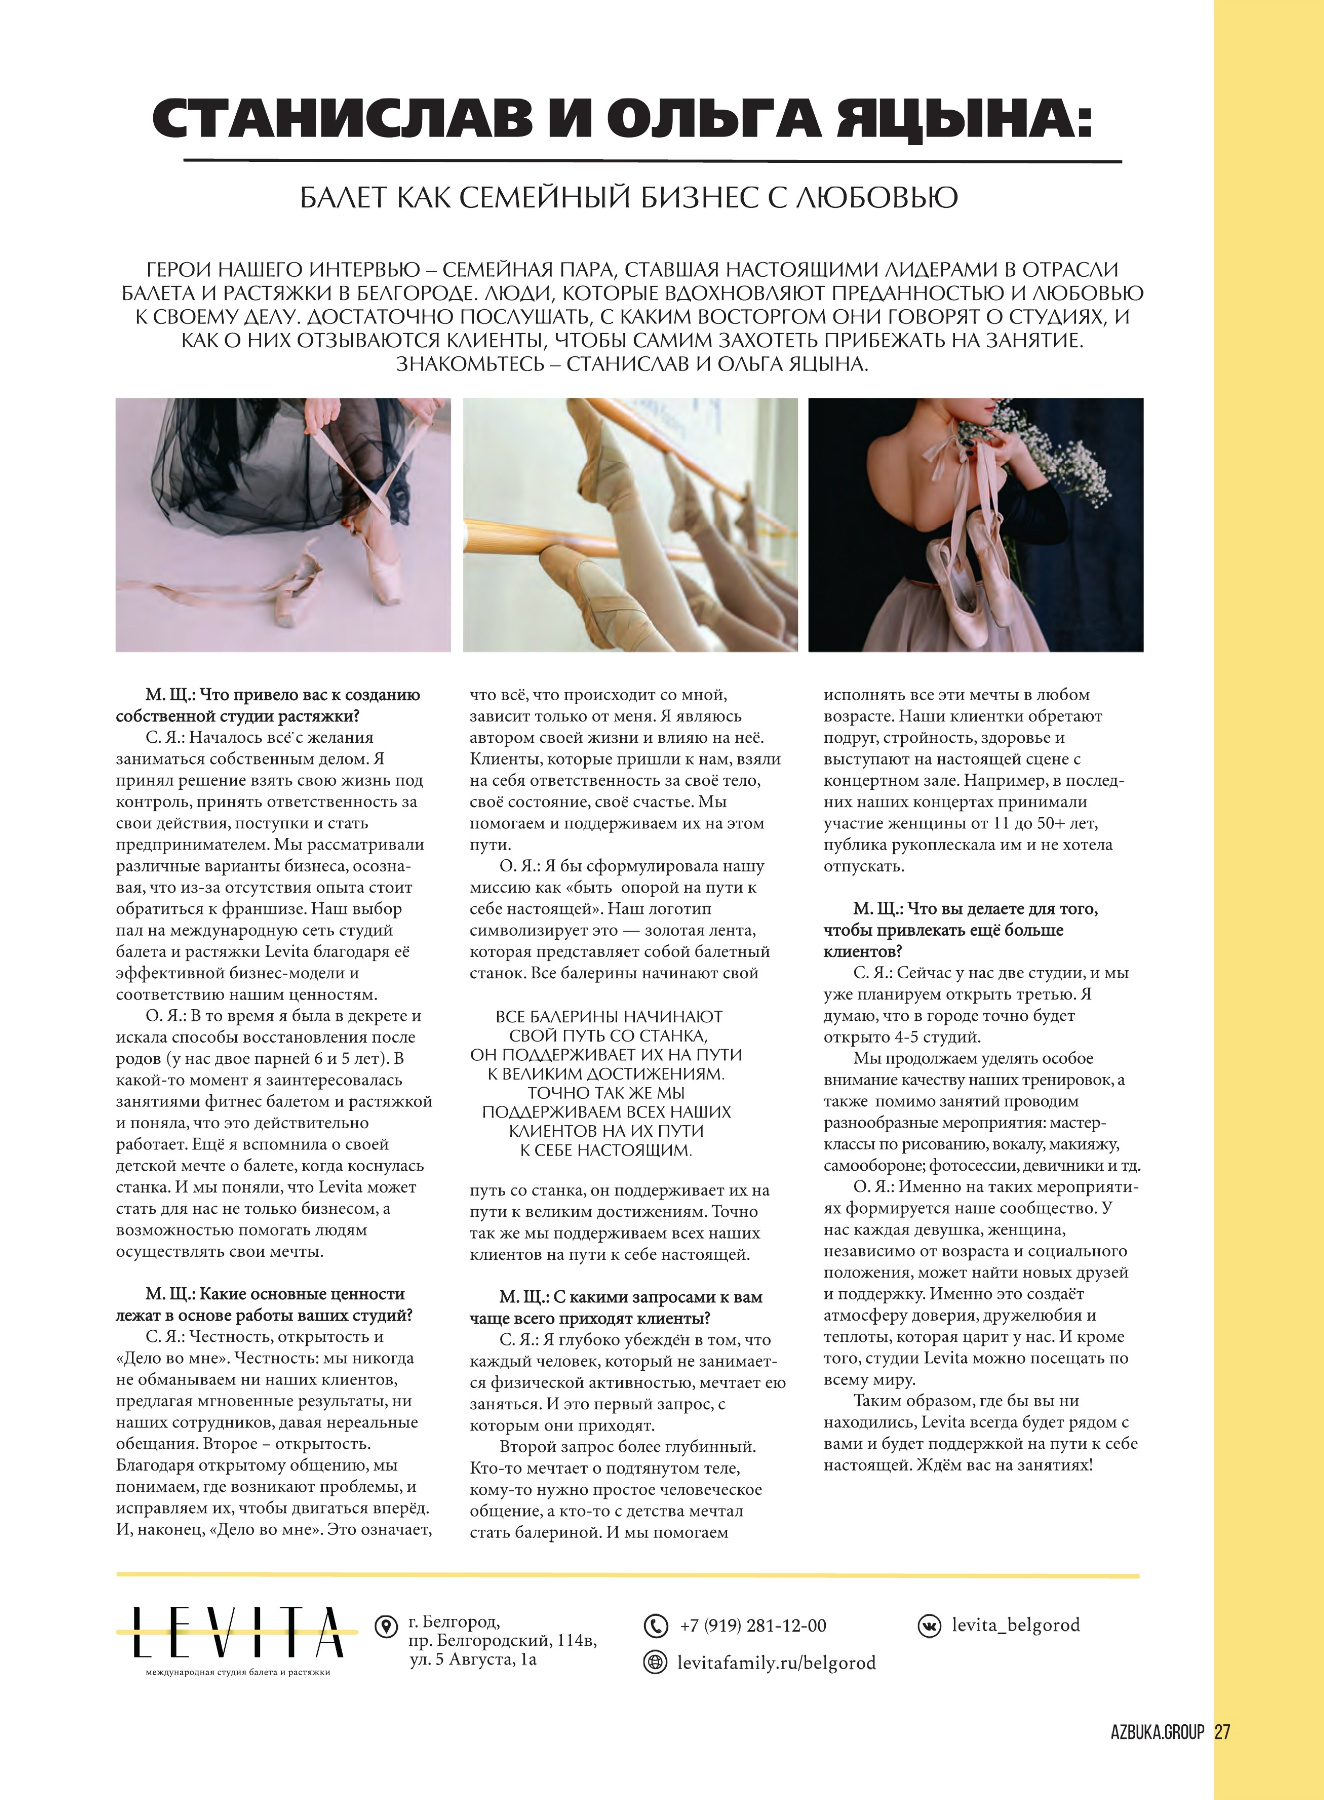 СТАНИСЛАВ И ОЛЬГА ЯЦЫНА:
БАЛЕТ КАК СЕМЕЙНЫЙ БИЗНЕС С ЛЮБОВЬЮ
ГЕРОИ НАШЕГО ИНТЕРВЬЮ – СЕМЕЙНАЯ ПАРА, СТАВШАЯ НАСТОЯЩИМИ ЛИДЕРАМИ В ОТРАСЛИ
БАЛЕТА И РАСТЯЖКИ В БЕЛГОРОДЕ. ЛЮДИ, КОТОРЫЕ ВДОХНОВЛЯЮТ ПРЕДАННОСТЬЮ И ЛЮБОВЬЮ
К СВОЕМУ ДЕЛУ. ДОСТАТОЧНО ПОСЛУШАТЬ, С КАКИМ ВОСТОРГОМ ОНИ ГОВОРЯТ О СТУДИЯХ, И
КАК О НИХ ОТЗЫВАЮТСЯ КЛИЕНТЫ, ЧТОБЫ САМИМ ЗАХОТЕТЬ ПРИБЕЖАТЬ НА ЗАНЯТИЕ.
ЗНАКОМЬТЕСЬ – СТАНИСЛАВ И ОЛЬГА ЯЦЫНА.
М. Щ.: Что привело вас к созданию
собственной студии растяжки?
С. Я.: Началось всё с желания
заниматься собственным делом. Я
принял решение взять свою жизнь под
контроль, принять ответственность за
свои действия, поступки и стать
предпринимателем. Мы рассматривали
различные варианты бизнеса, осозна-
вая, что из-за отсутствия опыта стоит
обратиться к франшизе. Наш выбор
пал на международную сеть студий
балета и растяжки Levita благодаря её
эффективной бизнес-модели и
соответствию нашим ценностям.
О. Я.: В то время я была в декрете и
искала способы восстановления после
родов (у нас двое парней 6 и 5 лет). В
какой-то момент я заинтересовалась
занятиями фитнес балетом и растяжкой
и поняла, что это действительно
работает. Ещё я вспомнила о своей
детской мечте о балете, когда коснулась
станка. И мы поняли, что Levita может
стать для нас не только бизнесом, а
возможностью помогать людям
осуществлять свои мечты.
М. Щ.: Какие основные ценности
лежат в основе работы ваших студий?
С. Я.: Честность, открытость и
«Дело во мне». Честность: мы никогда
не обманываем ни наших клиентов,
предлагая мгновенные результаты, ни
наших сотрудников, давая нереальные
обещания. Второе – открытость.
Благодаря открытому общению, мы
понимаем, где возникают проблемы, и
исправляем их, чтобы двигаться вперёд.
И, наконец, «Дело во мне». Это означает,
что всё, что происходит со мной,
зависит только от меня. Я являюсь
автором своей жизни и влияю на неё.
Клиенты, которые пришли к нам, взяли
на себя ответственность за своё тело,
своё состояние, своё счастье. Мы
помогаем и поддерживаем их на этом
пути.
О. Я.: Я бы сформулировала нашу
миссию как «быть опорой на пути к
себе настоящей». Наш логотип
символизирует это — золотая лента,
которая представляет собой балетный
станок. Все балерины начинают свой
ВСЕ БАЛЕРИНЫ НАЧИНАЮТ
СВОЙ ПУТЬ СО СТАНКА,
ОН ПОДДЕРЖИВАЕТ ИХ НА ПУТИ
К ВЕЛИКИМ ДОСТИЖЕНИЯМ.
ТОЧНО ТАК ЖЕ МЫ
ПОДДЕРЖИВАЕМ ВСЕХ НАШИХ
КЛИЕНТОВ НА ИХ ПУТИ
К СЕБЕ НАСТОЯЩИМ.
путь со станка, он поддерживает их на
пути к великим достижениям. Точно
так же мы поддерживаем всех наших
клиентов на пути к себе настоящей.
М. Щ.: С какими запросами к вам
чаще всего приходят клиенты?
С. Я.: Я глубоко убеждён в том, что
каждый человек, который не занимает-
ся физической активностью, мечтает ею
заняться. И это первый запрос, с
которым они приходят.
Второй запрос более глубинный.
Кто-то мечтает о подтянутом теле,
кому-то нужно простое человеческое
общение, а кто-то с детства мечтал
стать балериной. И мы помогаем
исполнять все эти мечты в любом
возрасте. Наши клиентки обретают
подруг, стройность, здоровье и
выступают на настоящей сцене с
концертном зале. Например, в послед-
них наших концертах принимали
участие женщины от 11 до 50+ лет,
публика рукоплескала им и не хотела
отпускать.
М. Щ.: Что вы делаете для того,
чтобы привлекать ещё больше
клиентов?
С. Я.: Сейчас у нас две студии, и мы
уже планируем открыть третью. Я
думаю, что в городе точно будет
открыто 4-5 студий.
Мы продолжаем уделять особое
внимание качеству наших тренировок, а
также помимо занятий проводим
разнообразные мероприятия: мастер-
классы по рисованию, вокалу, макияжу,
самообороне; фотосессии, девичники и тд.
О. Я.: Именно на таких мероприяти-
ях формируется наше сообщество. У
нас каждая девушка, женщина,
независимо от возраста и социального
положения, может найти новых друзей
и поддержку. Именно это создаёт
атмосферу доверия, дружелюбия и
теплоты, которая царит у нас. И кроме
того, студии Levita можно посещать по
всему миру.
Таким образом, где бы вы ни
находились, Levita всегда будет рядом с
вами и будет поддержкой на пути к себе
настоящей. Ждём вас на занятиях!
LEVITA
международная студия балета и растяжки
г. Белгород,
пр. Белгородский, 114в,
ул. 5 Августа, 1а
+7 (919) 281-12-00
levitafamily.ru/belgorod
levita_belgorod
AZBUKA.GROUP 27